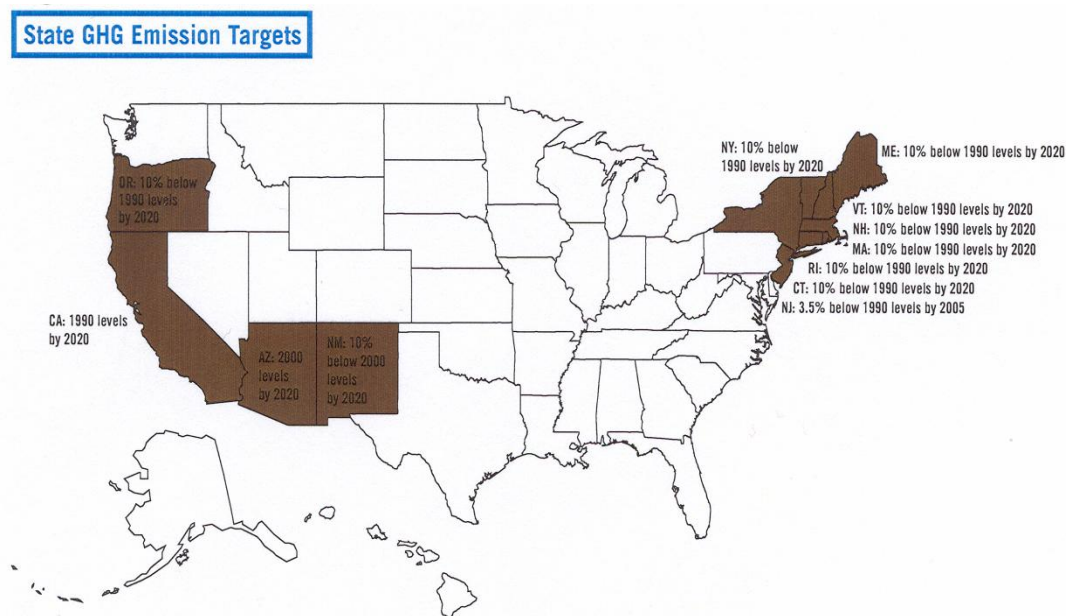 State GHG Emission Targets
NY: 10% below
1990 levels by 2020
ME: 10% below 1990 levels by 2020
OR: 10% below
1990 levels
by 2020
VT: 10% below 1990 levels by 2020
NH: 10% below 1990 levels by 2020
MA: 10% below 1990 levels by 2020
RI: 10% below 1990 levels by 2020
CT: 10% below 1990 levels by 2020
NJ: 3.5% below 1990 levels by 2005
CA: 1990 levels
by 2020
AZ: 2000
levels
by 2020
NM: 10%
below 2000
levels
by 2020